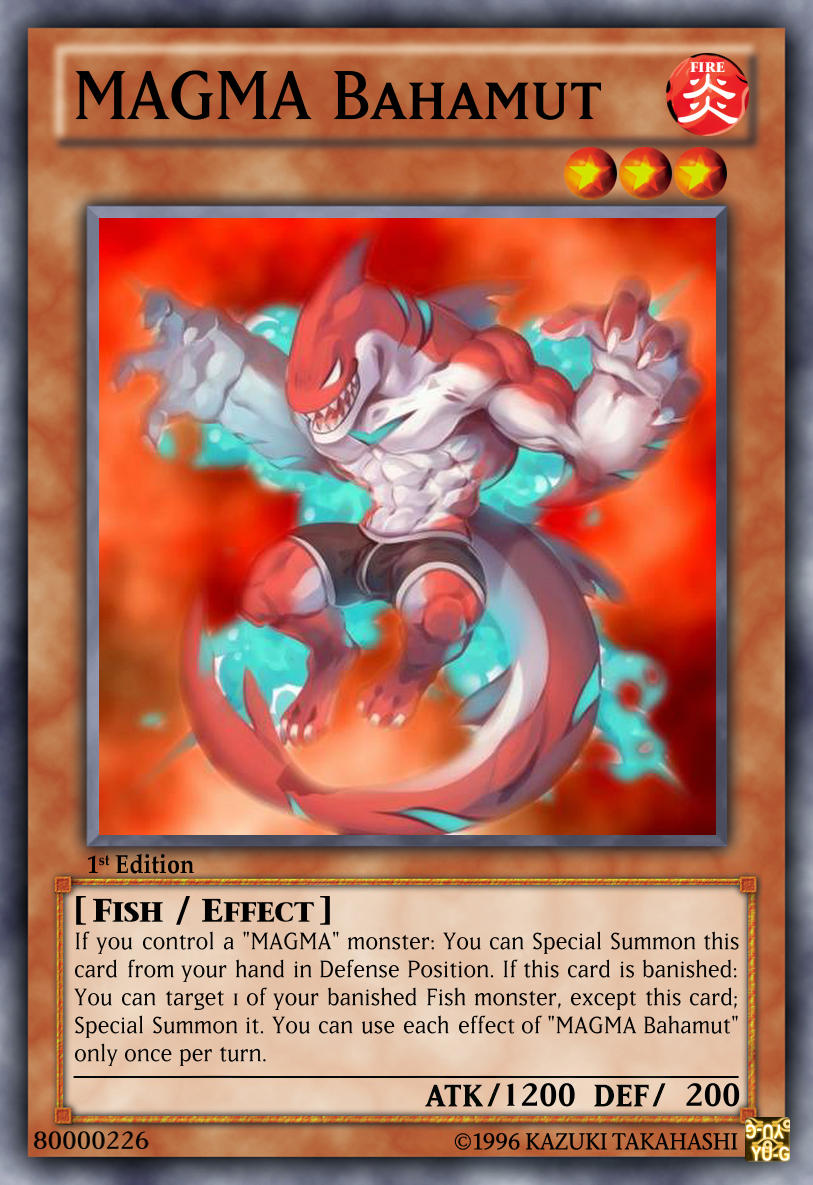 MAGMA Bahamut
FIRE
炎
1st Edition
[ Fish / Effect ]
If you control a "MAGMA" monster: You can Special Summon this
card from your hand in Defense Position. If this card is banished:
You can target 1 of your banished Fish monster, except this card;
Special Summon it. You can use each effect of "MAGMA Bahamut"
only once per turn.
ATK/1200 DEF/ 200
80000226
©1996 KAZUKI TAKAHASHI